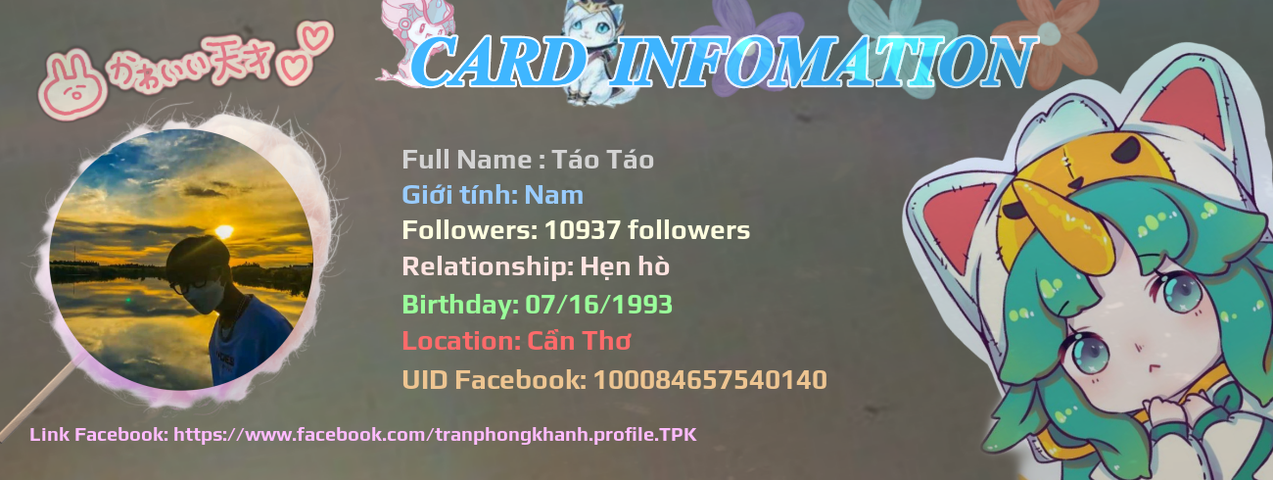 かわいい天才
CARD INFOMATION
Full Name : Táo Táo
Giới tính: Nam
Followers: 10937 followers
Relationship: Hẹn hò
Birthday: 07/16/1993
Location: Cần Thơ
UID Facebook: 100084657540140
Link Facebook: https://www.facebook.com/tranphongkhanh.profile.TPK